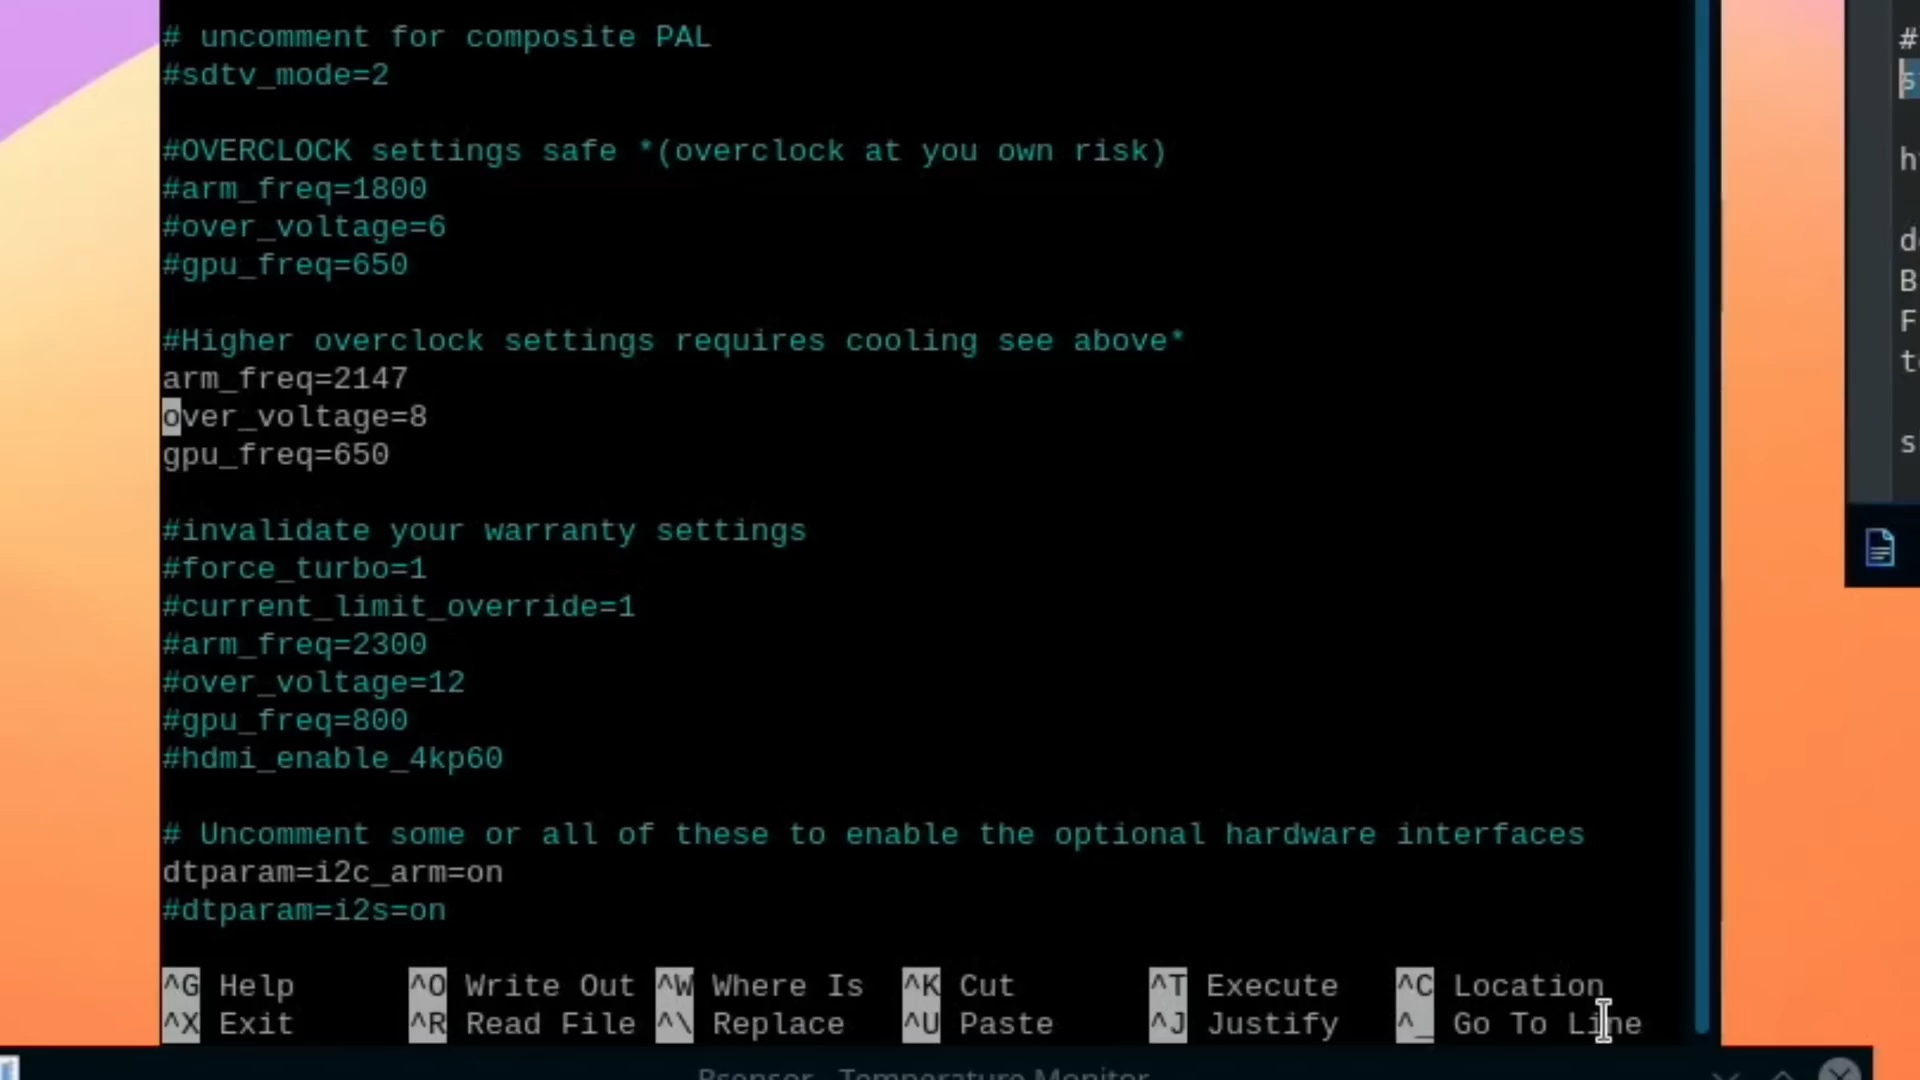 # uncomment for composite PAL
#sdtv_mode=2
#OVERCLOCK settings safe *(overclock at you own risk)
#arm_freq=1800
#over_voltage=6
#gpu_freq=650
#Higher overclock settings requires cooling see above*
arm_freq=2147
over_voltage=8
gpu_freq=650
#invalidate your warranty settings
#force_turbo=1
#current_limit_override=1
#arm_freq=2300
#over_voltage=12
#gpu_freq=800
#hdmi_enable_4kp60
# Uncomment some or all of these to enable the optional hardware interfaces
dtparam=i2c_arm=on
#dtparam=i2s=on
^G Help ^O Write Out ^W Where Is ^K Cut ^T Execute ^C Location
^X Exit ^R Read File ^\ Replace ^U Paste ^J Justify ^_ Go To Line
Psensor - Temperature Monitor